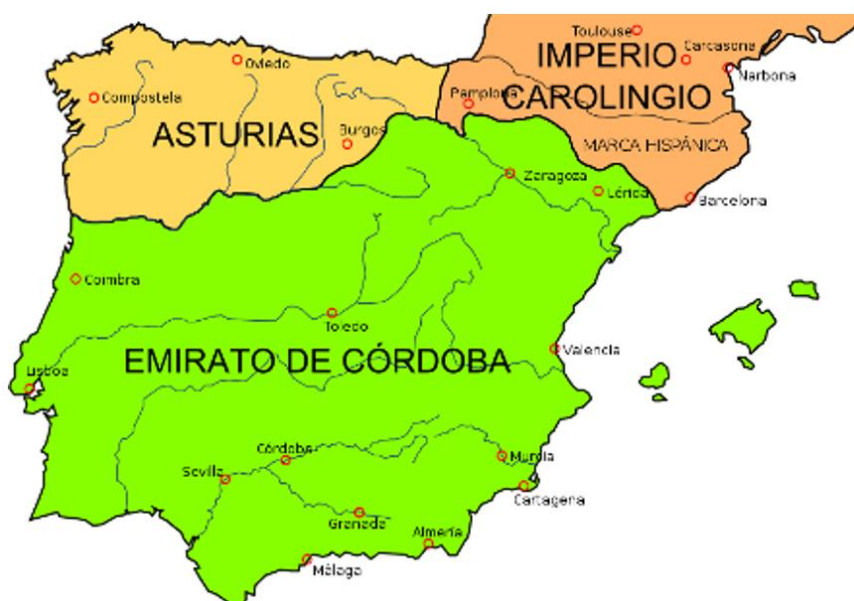 Toulouse
IMPERIO
Carcasona
Oviedo
Narbona
Compostela
Pamplona
CAROLINGIO
ASTURIAS
Burgos
MARCA HISPÁNICA
Zaragoza
Lérida
Barcelona
Coimbra
Toledo
EMIRATO DE CÓRDOBA
Valencia
Lisboa
Córdoba
Murcia
Sevilla
Cartagena
Granada
Almería
Málaga